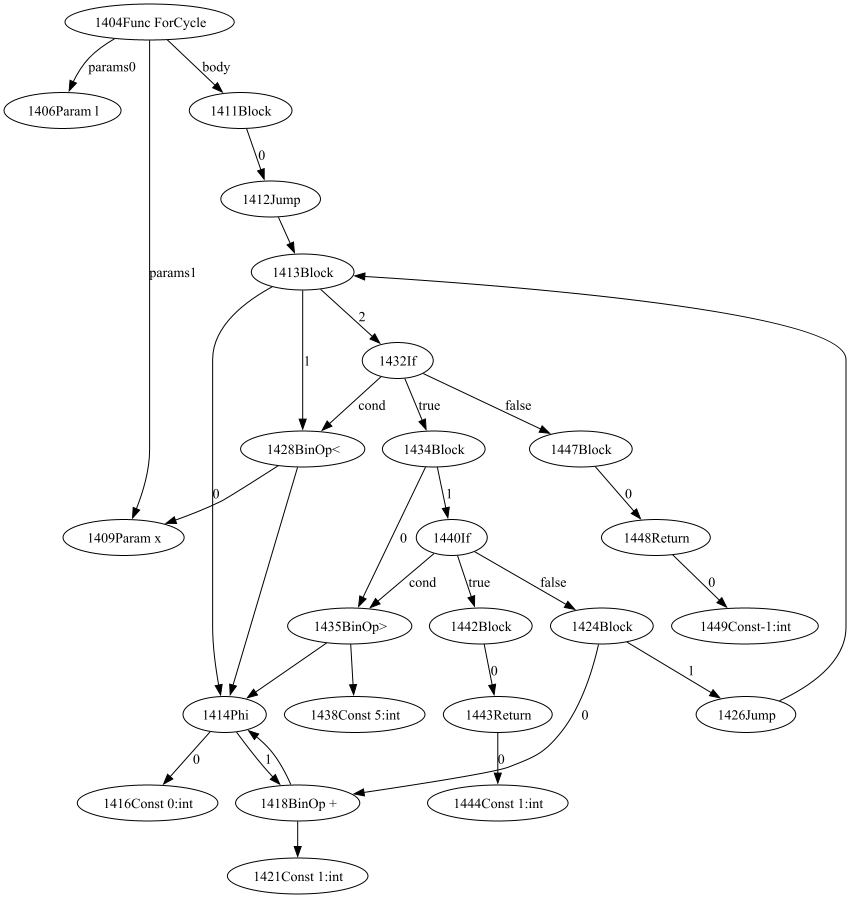 1404Func ForCycle
params0
body
1406Param l
1411Block
0
1412Jump
params1
1413Block
2
1
1432If
cond
true
false
1428BinOp<
1434Block
1447Block
0
0
1
0
1409Param x
1440If
1448Return
cond
true
false
0
1435BinOp>
1442Block
1424Block
1449Const-1:int
0
1
1414Phi
1438Const 5:int
1443Return
0
1426Jump
0
1
0
1416Const 0:int
1418BinOp +
1444Const 1:int
1421Const 1:int